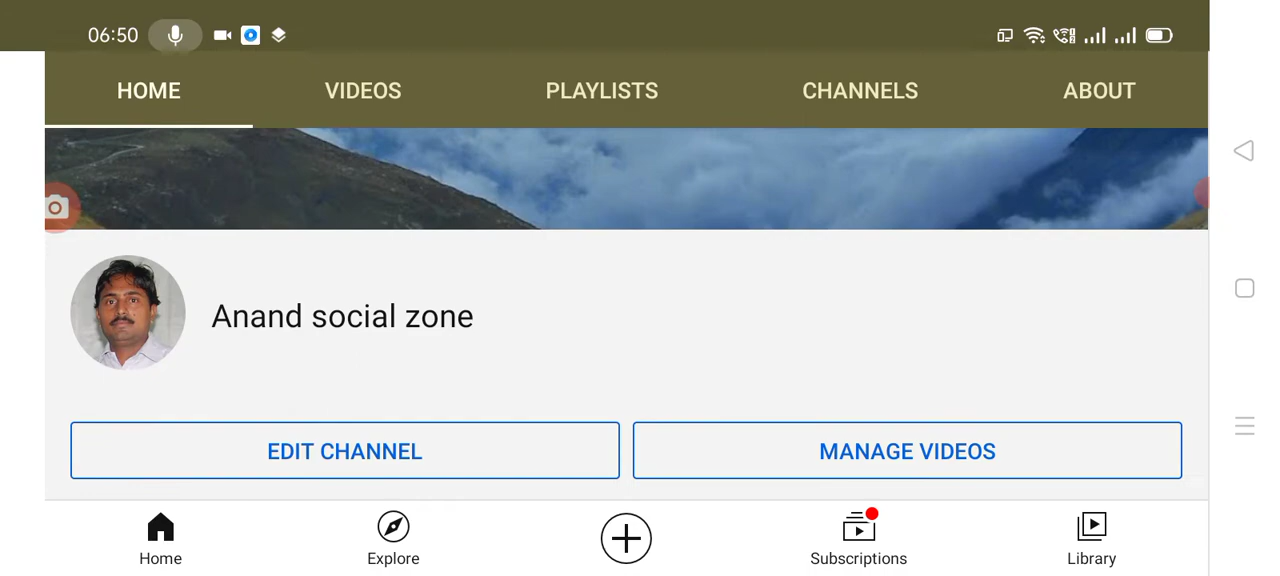 06:50
HOME VIDEOS PLAYLISTS CHANNELS ABOUT
Anand social zone
EDIT CHANNEL MANAGE VIDEOS
Home Explore Subscriptions Library